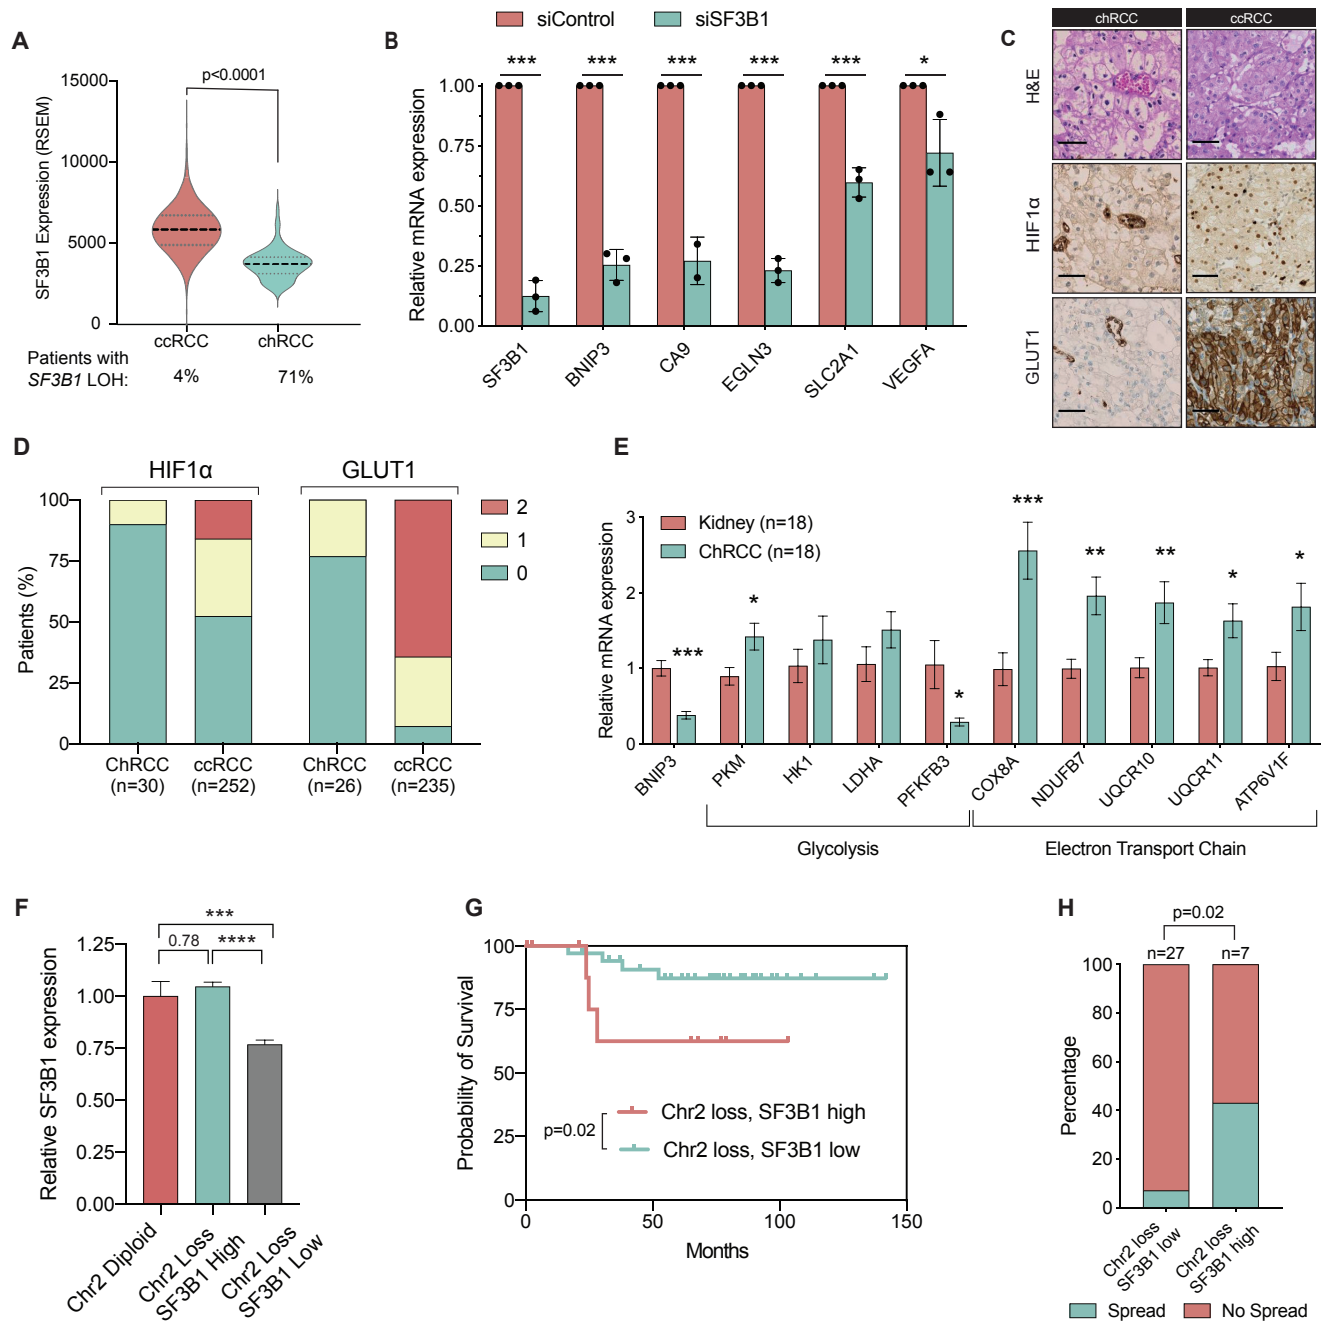 A
15000
10000
5000
0
SF3B1 Expression (RSEM)
p<0.0001
ccRCC
chRCC
Patients with
SF3B1 LOH:
4%
71%
B
siControl
siSF3B1
Relative mRNA expression
1.00
0.75
0.50
0.25
0.00
***
***
***
***
***
*
SF3B1
BNIP3
CA9
EGLN3
SLC2A1
VEGFA
C
chRCC
ccRCC
H&E
HIF1α
GLUT1
D
HIF1α
GLUT1
Patients (%)
100
75
50
25
0
2
1
0
ChRCC
(n=30)
ccRCC
(n=252)
ChRCC
(n=26)
ccRCC
(n=235)
E
Relative mRNA expression
3
2
1
0
Kidney (n=18)
ChRCC (n=18)
***
*
*
***
**
**
*
*
BNIP3
PKM
HK1
LDHA
PFKFB3
COX8A
NDUFB7
UQCR10
UQCR11
ATP6V1F
Glycolysis
Electron Transport Chain
F
Relative SF3B1 expression
1.25
1.00
0.75
0.50
0.25
0.00
***
0.78
****
Chr2 Diploid
Chr2 Loss
SF3B1 High
Chr2 Loss
SF3B1 Low
G
Probability of Survival
100
75
50
25
0
0
50
100
150
Months
p=0.02
Chr2 loss, SF3B1 high
Chr2 loss, SF3B1 low
H
p=0.02
n=27
n=7
Percentage
100
80
60
40
20
0
Chr2 loss
SF3B1 low
Chr2 loss
SF3B1 high
Spread
No Spread